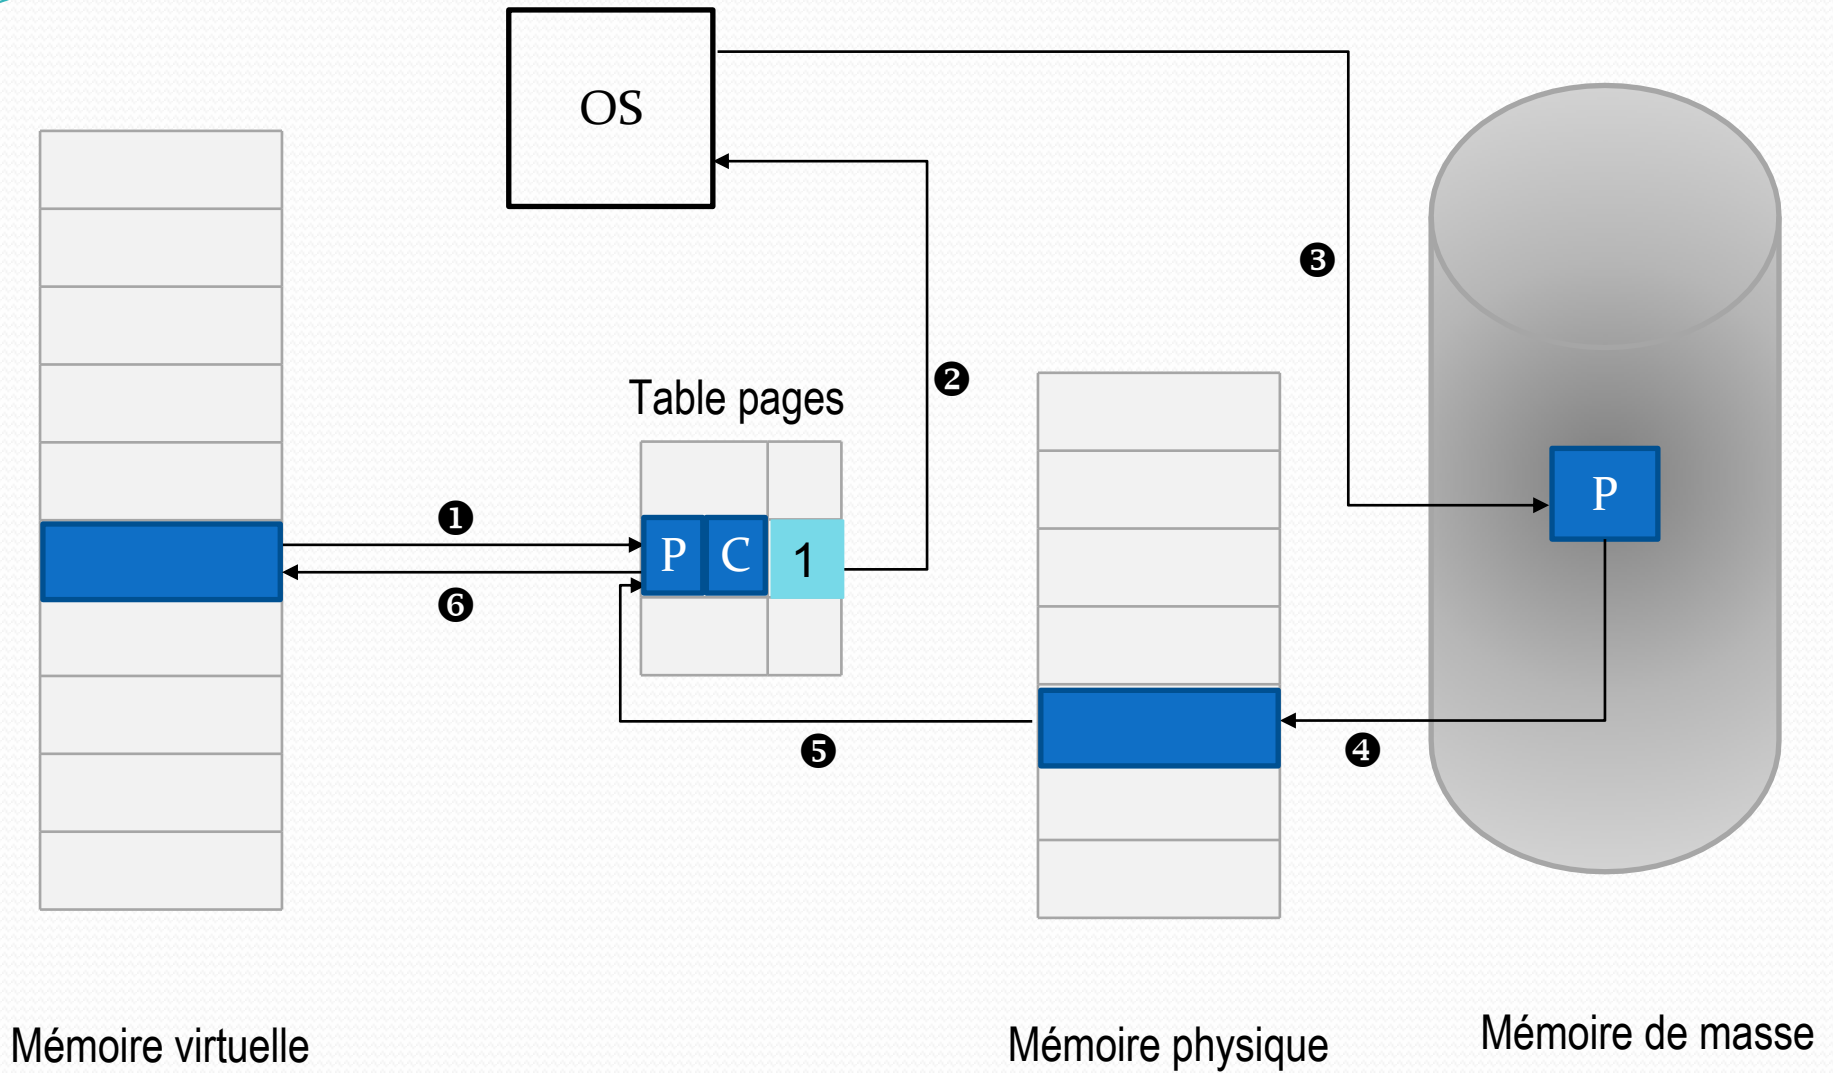 OS
❸
❷
Table pages
P
❶
P C 1
❻
❺
❹
Mémoire virtuelle
Mémoire physique
Mémoire de masse